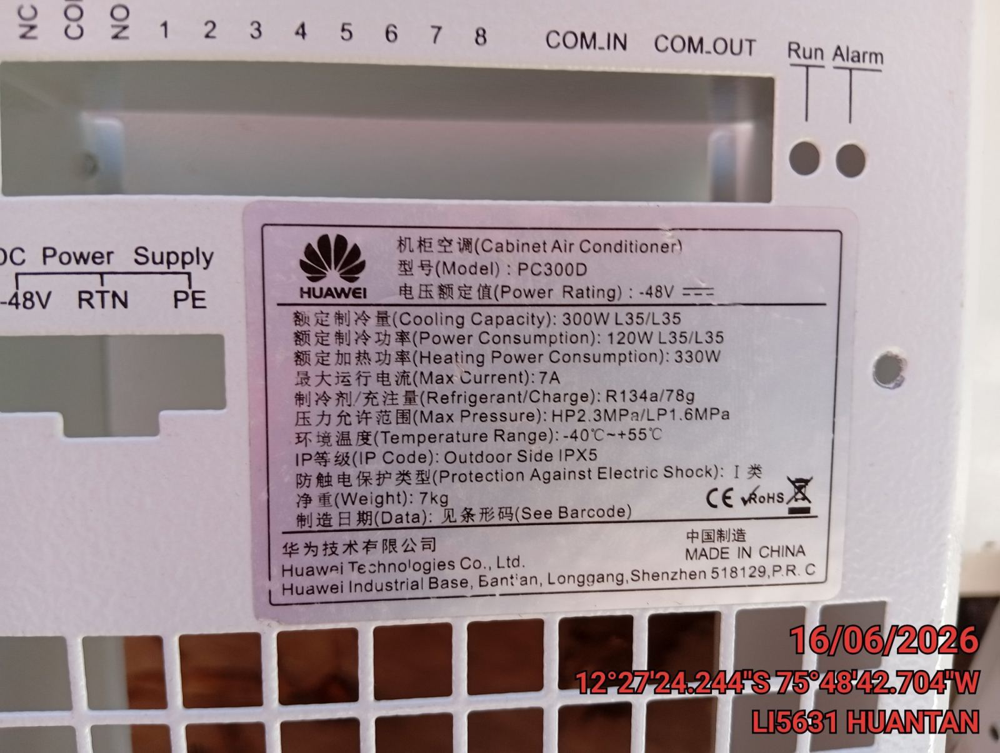 NC
NO
1 2 3 4 5 6 7 8
COM_IN COM_OUT
Run Alarm
Power Supply
-48V RTN PE
HUAWEI
机柜空调(Cabinet Air Conditioner)
型号(Model) : PC300D
电压额定值(Power Rating) : -48V
额定制冷量(Cooling Capacity): 300W L35/L35
额定制冷功率(Power Consumption): 120W L35/L35
额定加热功率(Heating Power Consumption): 330W
最大运行电流(Max Current): 7A
制冷剂/充注量(Refrigerant/Charge): R134a/78g
压力允许范围(Max Pressure): HP2.3MPa/LP1.6MPa
环境温度(Temperature Range): -40℃~+55℃
IP等级(IP Code): Outdoor Side IPX5
防触电保护类型(Protection Against Electric Shock): I 类
净重(Weight): 7kg
CE RoHS
制造日期(Data): 见条形码(See Barcode)
华为技术有限公司
中国制造
MADE IN CHINA
Huawei Technologies Co., Ltd.
Huawei Industrial Base, Bantian, Longgang,Shenzhen 518129,P.R. C
16/06/2026
12°27'24.244"S 75°48'42.704"W
LI5631 HUANTAN